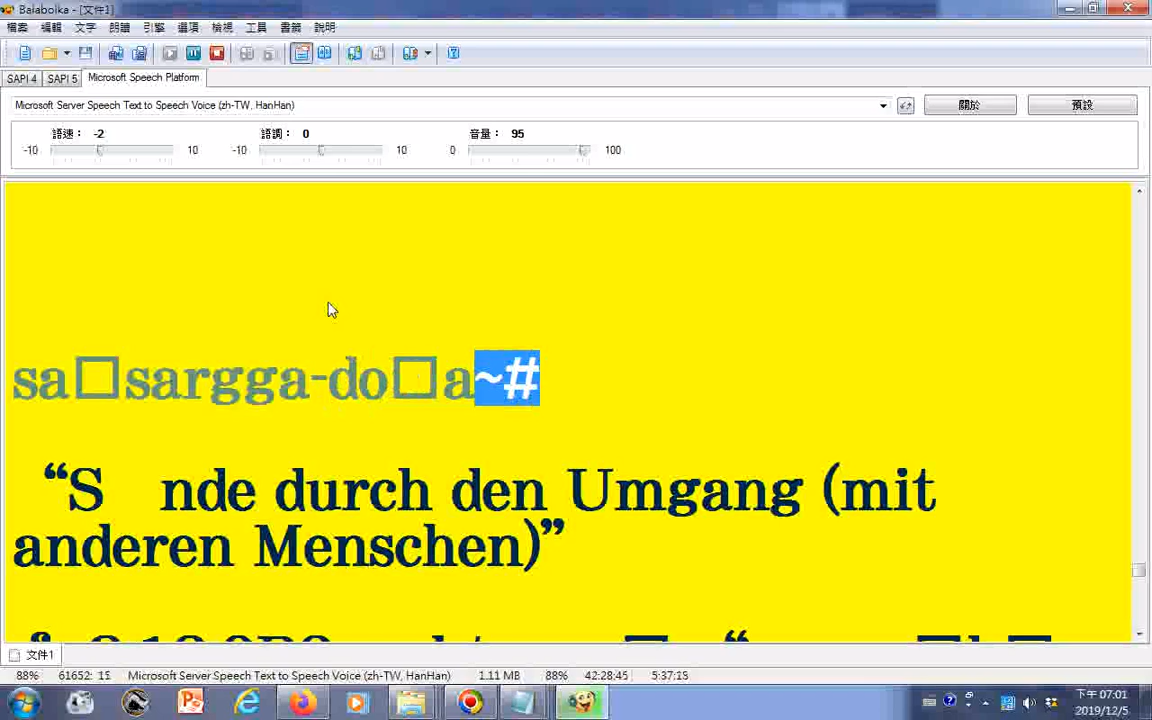 Balabolka - [文件1]
檔案 編輯 文字 朗讀 引擎 選項 檢視 工具 書籤 說明
SAPI 4 SAPI 5 Microsoft Speech Platform
Microsoft Server Speech Text to Speech Voice (zh-TW, HanHan) 關於 預設
語速： -2 語調： 0 音量： 95
-10 10 -10 10 0 100
sa□sargga-do□a~#
“S nde durch den Umgang (mit
anderen Menschen)”
文件1
88% 61652: 15 Microsoft Server Speech Text to Speech Voice (zh-TW, HanHan) 1.11 MB 88% 42:28:45 5:37:15
下午 07:01
2019/12/5